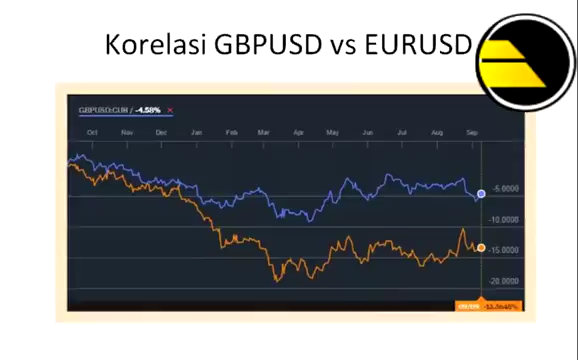 Korelasi GBPUSD vs EURUSD
GBPUSD:CUR / -4.58% ×
Oct Nov Dec Jan Feb Mar Apr May Jun Jul Aug Sep
-5.0000
-10.0000
-15.0000
-20.0000